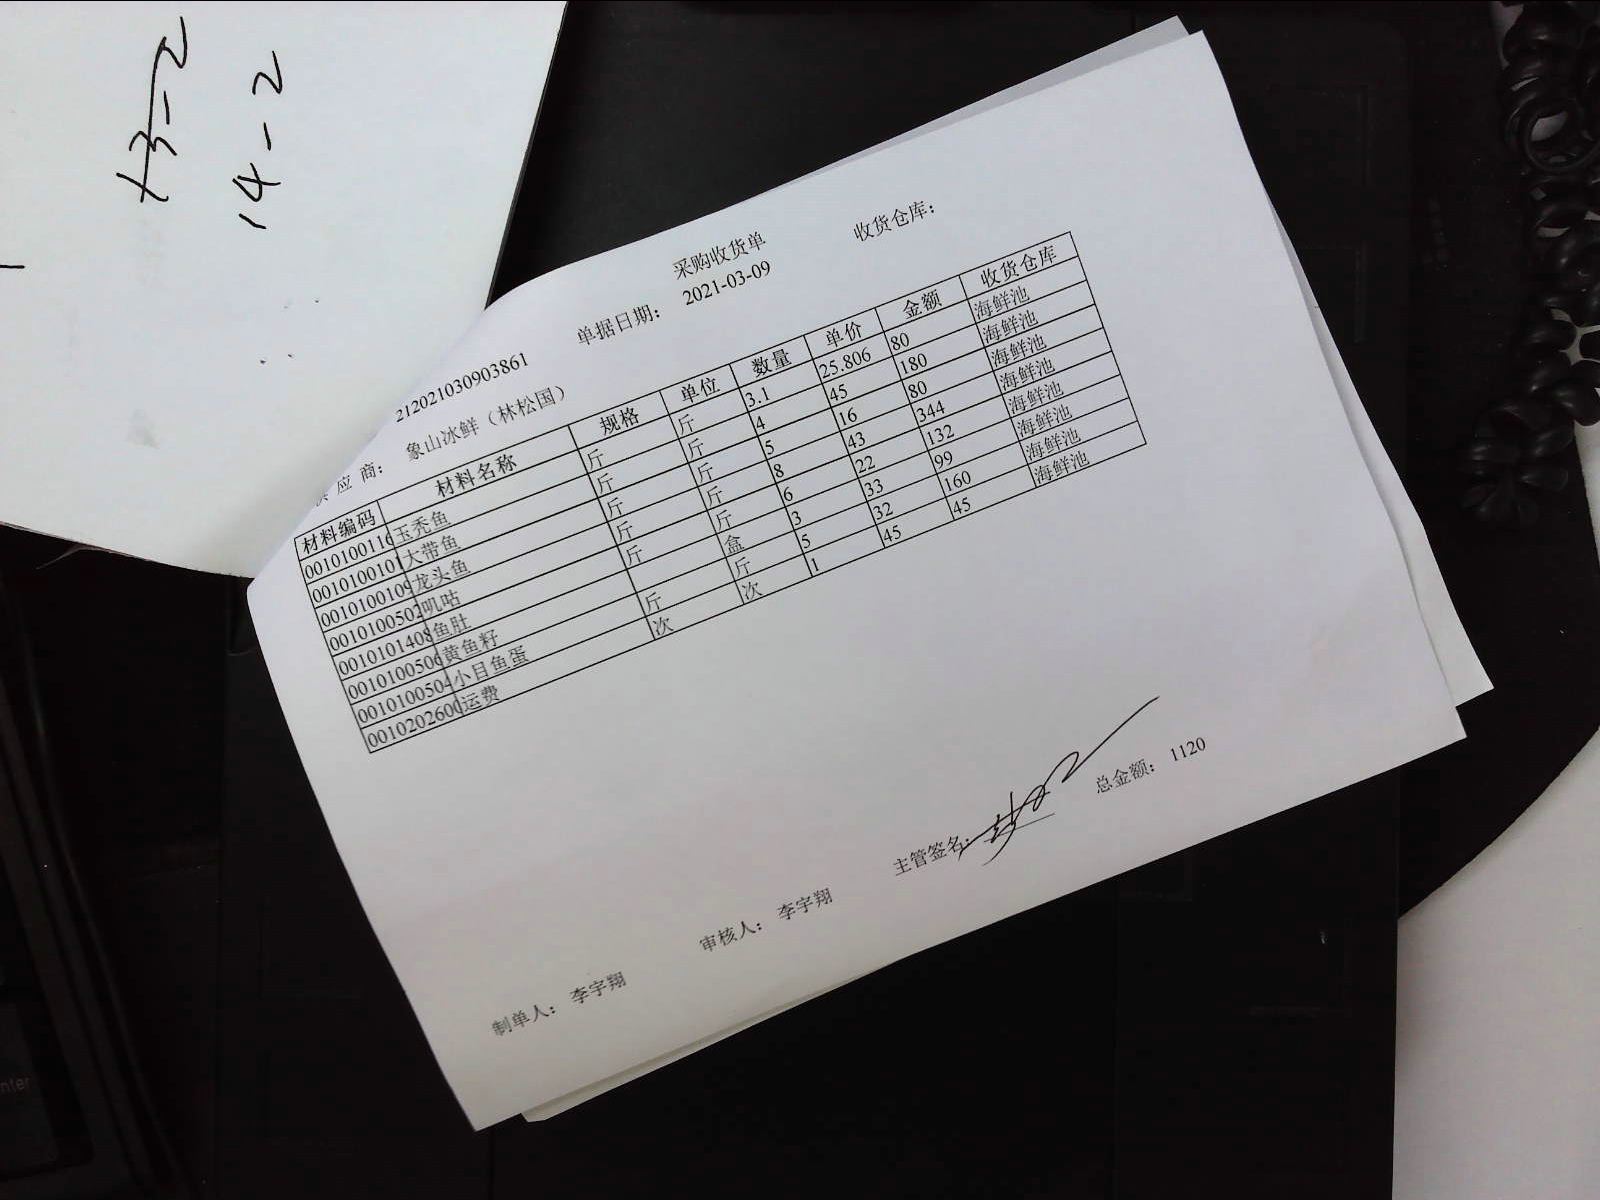 13-2
14-2
采购收货单
收货仓库：
单据日期： 2021-03-09
212021030903861
供应商： 象山冰鲜（林松国）
材料编码 材料名称 规格 单位 数量 单价 金额 收货仓库
0010100116 玉秃鱼 斤 斤 3.1 25.806 80 海鲜池
0010100101 大带鱼 斤 斤 4 45 180 海鲜池
0010100109 龙头鱼 斤 斤 5 16 80 海鲜池
0010100502 叽咕 斤 斤 8 43 344 海鲜池
0010101408 鱼肚 斤 斤 6 22 132 海鲜池
0010100506 黄鱼籽 盒 3 33 99 海鲜池
0010100504 小目鱼蛋 斤 斤 5 32 160 海鲜池
0010202600 运费 次 次 1 45 45 海鲜池
制单人： 李宇翔 审核人： 李宇翔 主管签名： 总金额： 1120